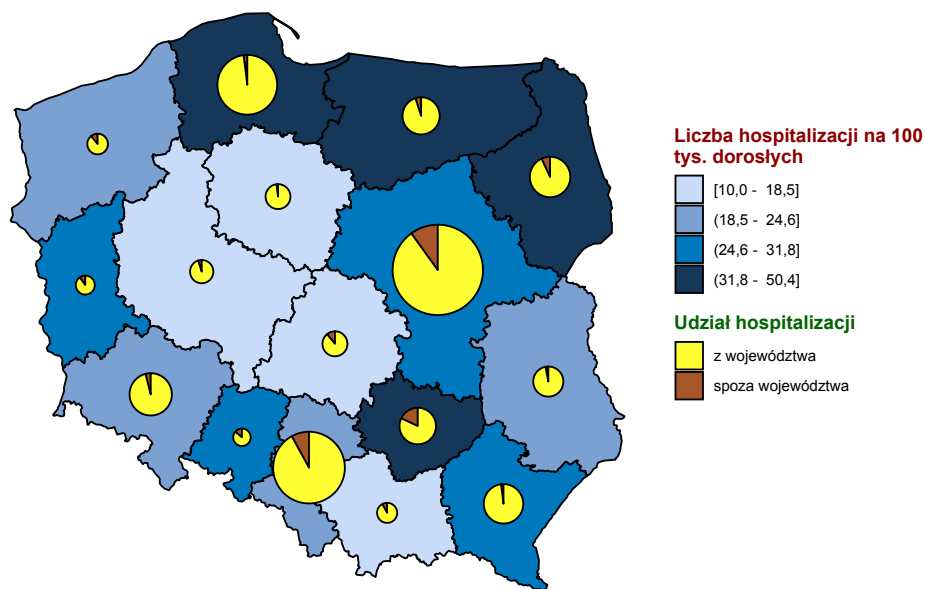 Liczba hospitalizacji na 100
tys. dorosłych
[10,0 - 18,5]
(18,5 - 24,6]
(24,6 - 31,8]
(31,8 - 50,4]
Udział hospitalizacji
z województwa
spoza województwa